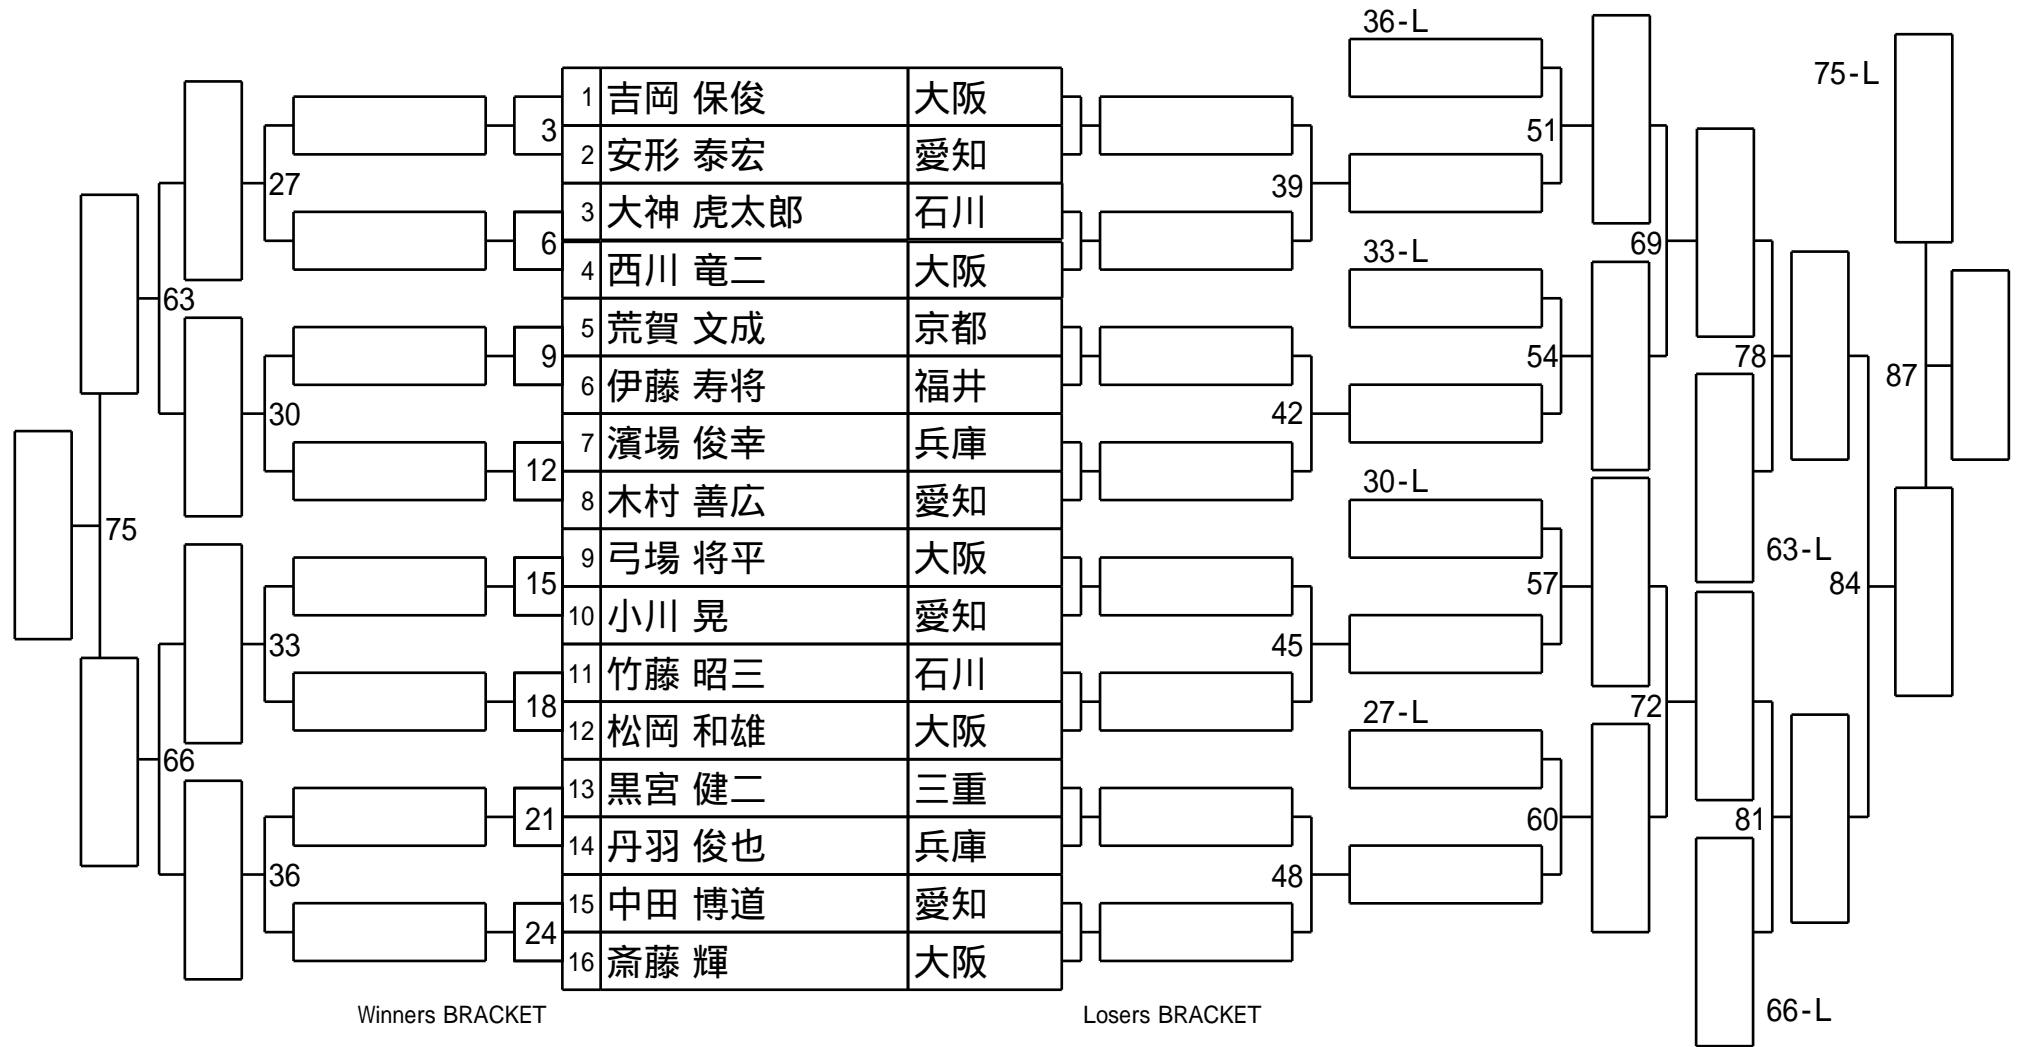 36-L
75-L
1 吉岡 保俊 大阪
3
51
2 安形 泰宏 愛知
27
39
3 大神 虎太郎 石川
6
69
33-L
4 西川 竜二 大阪
63
5 荒賀 文成 京都
9
54
78
87
6 伊藤 寿将 福井
30
42
7 濱場 俊幸 兵庫
12
30-L
8 木村 善広 愛知
75
9 弓場 将平 大阪
63-L
15
57
84
10 小川 晃 愛知
33
45
11 竹藤 昭三 石川
18
72
27-L
12 松岡 和雄 大阪
66
13 黒宮 健二 三重
21
60
81
14 丹羽 俊也 兵庫
36
48
15 中田 博道 愛知
24
16 斎藤 輝 大阪
Winners BRACKET
Losers BRACKET
66-L